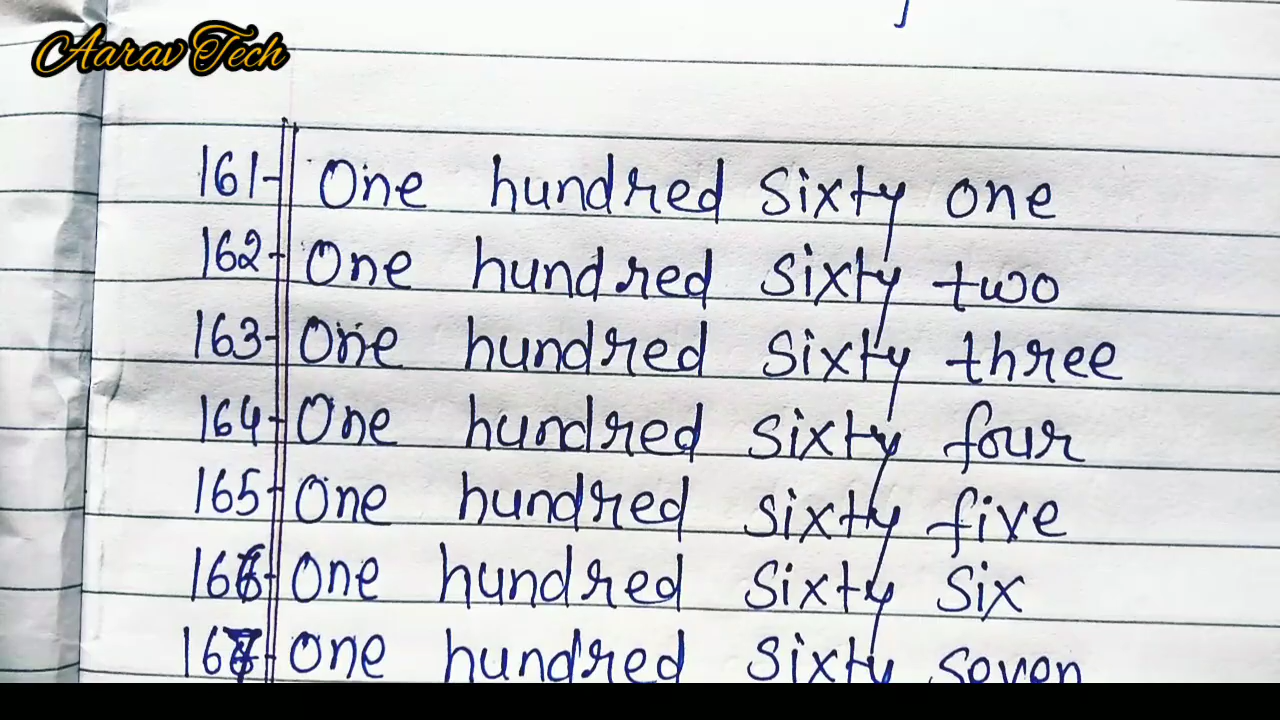 Aarav Tech
161- One hundred sixty one
162- One hundred sixty two
163- One hundred sixty three
164- One hundred sixty four
165- One hundred sixty five
166- One hundred sixty six
167- One hundred sixty seven